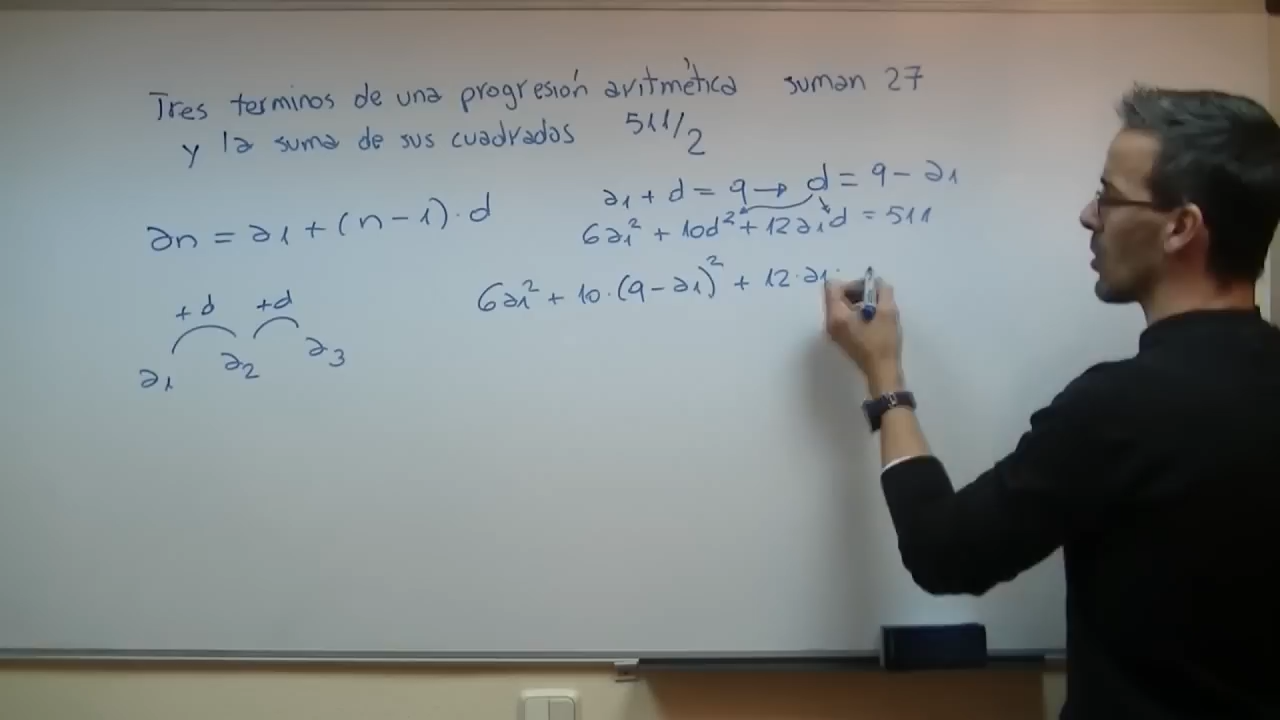 Tres terminos de una progresión aritmética suman 27
y la suma de sus cuadrados 511/2
a₁ + d = 9 → d = 9 - a₁
an = a₁ + (n - 1) · d
6a₁² + 10d² + 12a₁d = 511
6a₁² + 10·(9 - a₁)² + 12·a₁·
+d +d
a₁ a₂ a₃